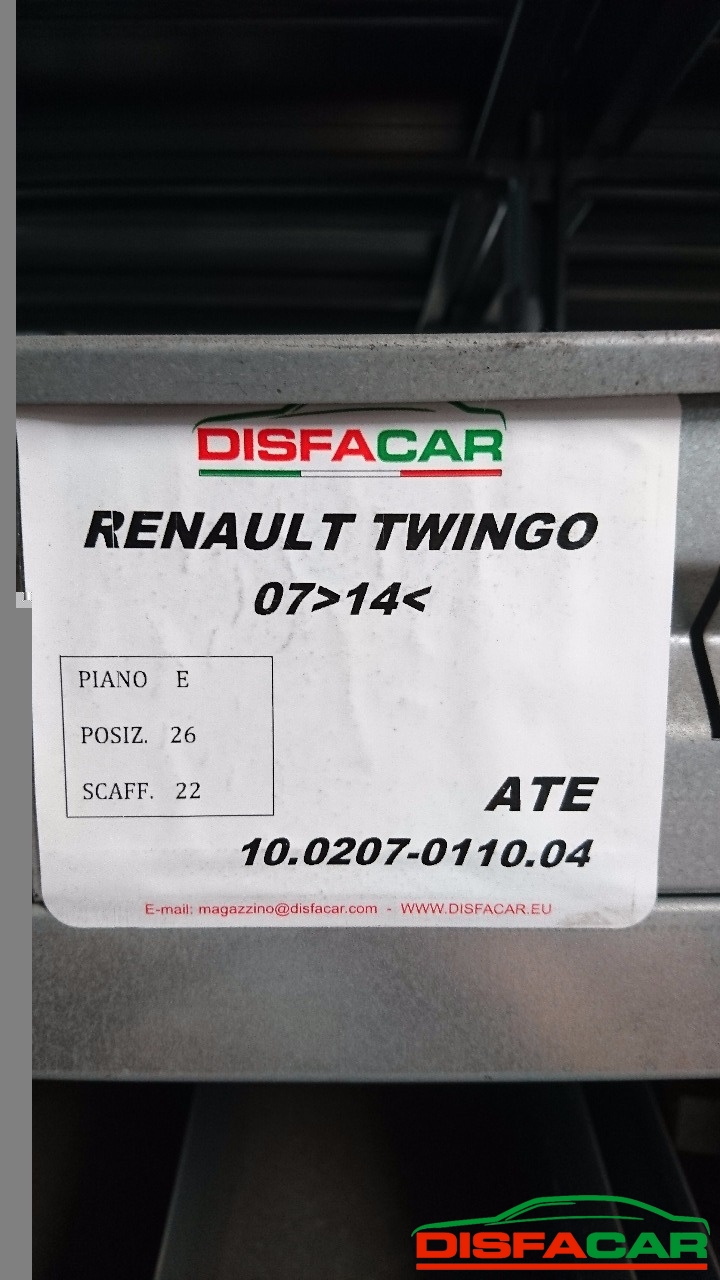 DISFACAR
RENAULT TWINGO
07>14<
PIANO E
POSIZ. 26
SCAFF. 22
ATE
10.0207-0110.04
E-mail: magazzino@disfacar.com - WWW.DISFACAR.EU
DISFACAR